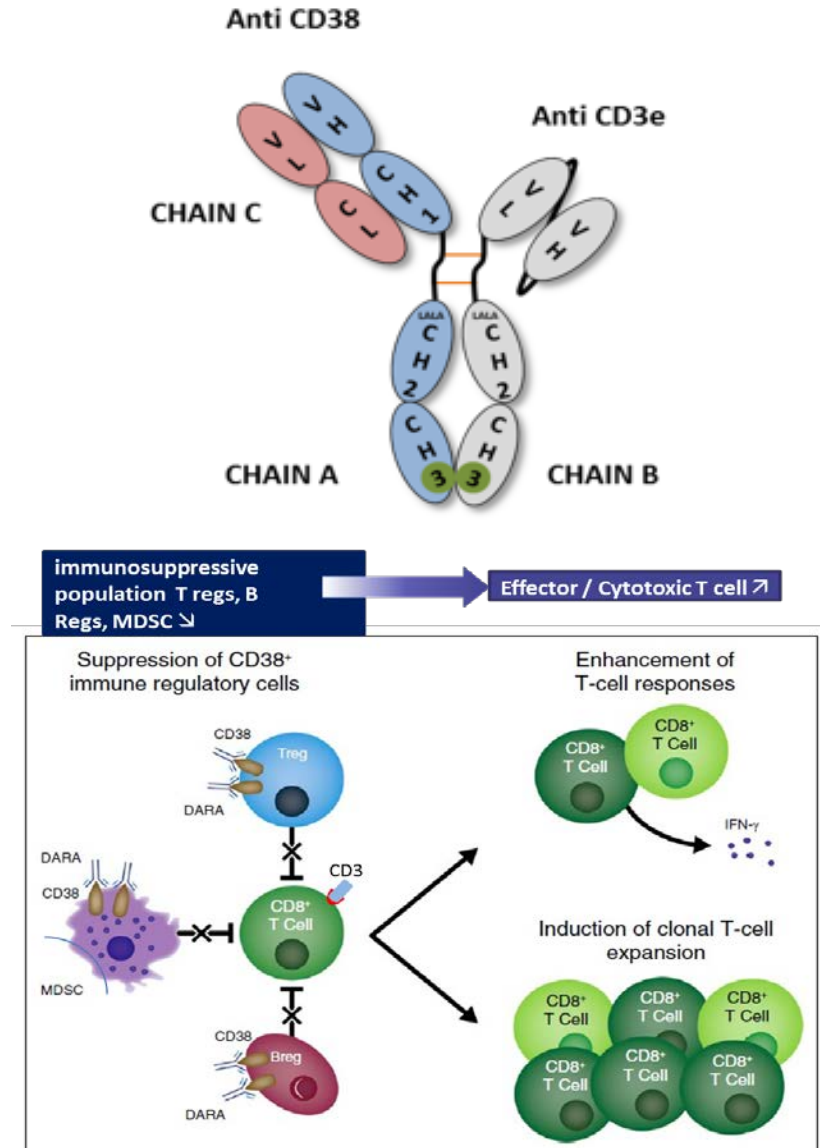 Anti CD38
Anti CD3e
V H
V L
C H 1
C L
V L
V H
CHAIN C
LALA
LALA
C H 2
C H 2
C H 3
C H 3
CHAIN A
CHAIN B
immunosuppressive
population T regs, B
Regs, MDSC ↘
Effector / Cytotoxic T cell ↗
Suppression of CD38⁺
immune regulatory cells
CD38
Treg
DARA
DARA
CD38
MDSC
CD3
CD8⁺
T Cell
CD38
Breg
DARA
Enhancement of
T-cell responses
CD8⁺
T Cell
CD8⁺
T Cell
IFN-γ
Induction of clonal T-cell
expansion
CD8⁺
T Cell
CD8⁺
T Cell
CD8⁺
T Cell
CD8⁺
T Cell
CD8⁺
T Cell
CD8⁺
T Cell